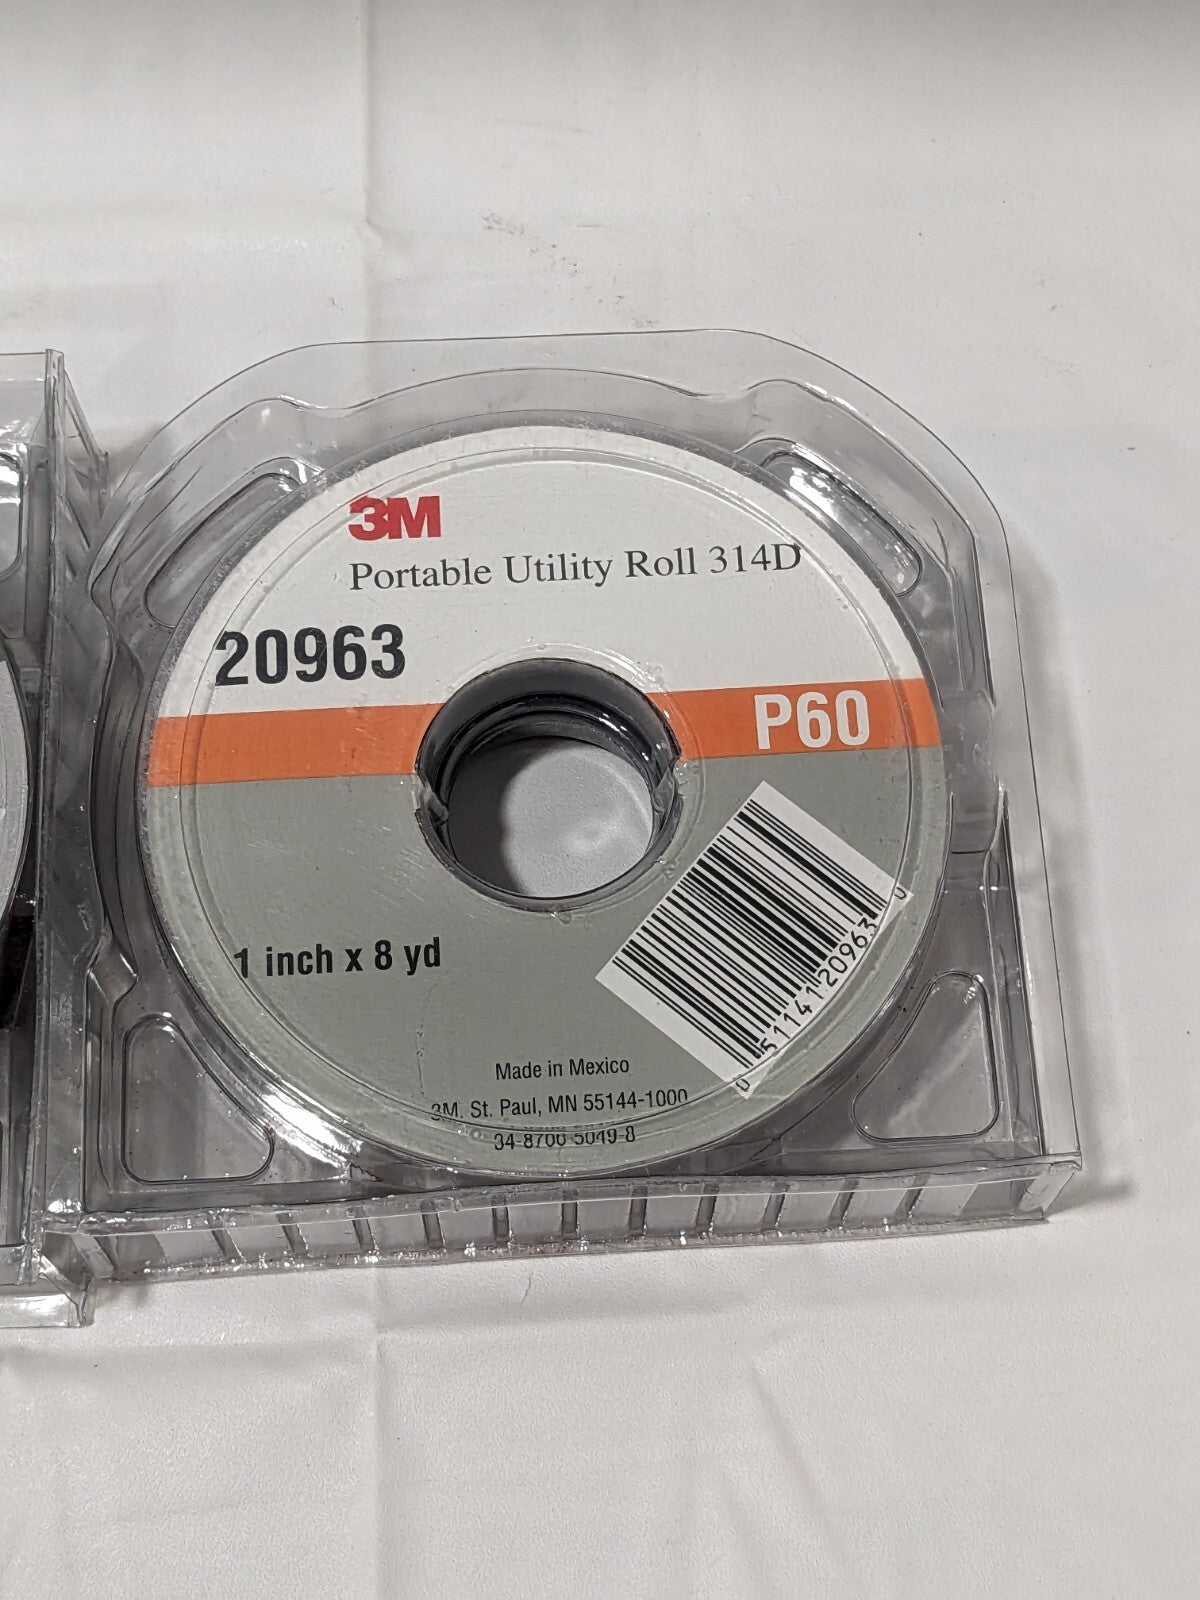 3M
Portable Utility Roll 314D
20963
P60
1 inch x 8 yd
0 51141 20963 0
Made in Mexico
3M, St. Paul, MN 55144-1000
34-8700-5049-8